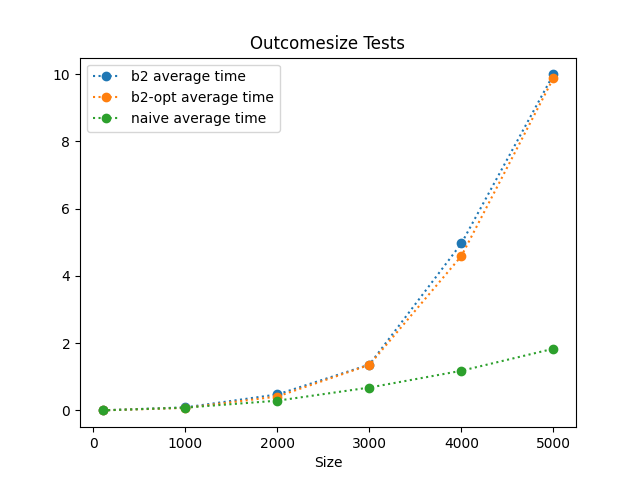 Outcomesize Tests
b2 average time
b2-opt average time
naive average time
10
8
6
4
2
0
0 1000 2000 3000 4000 5000
Size